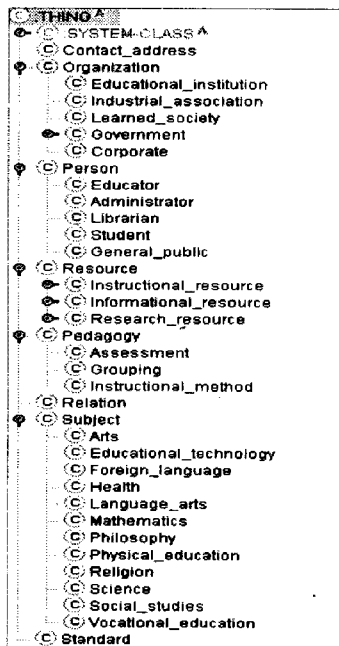 THING A
:SYSTEM-CLASS A
Contact_address
Organization
Educational_institution
Industrial_association
Learned_society
Government
Corporate
Person
Educator
Administrator
Librarian
Student
General_public
Resource
Instructional_resource
Informational_resource
Research_resource
Pedagogy
Assessment
Grouping
Instructional_method
Relation
Subject
Arts
Educational_technology
Foreign_language
Health
Language_arts
Mathematics
Philosophy
Physical_education
Religion
Science
Social_studies
Vocational_education
Standard